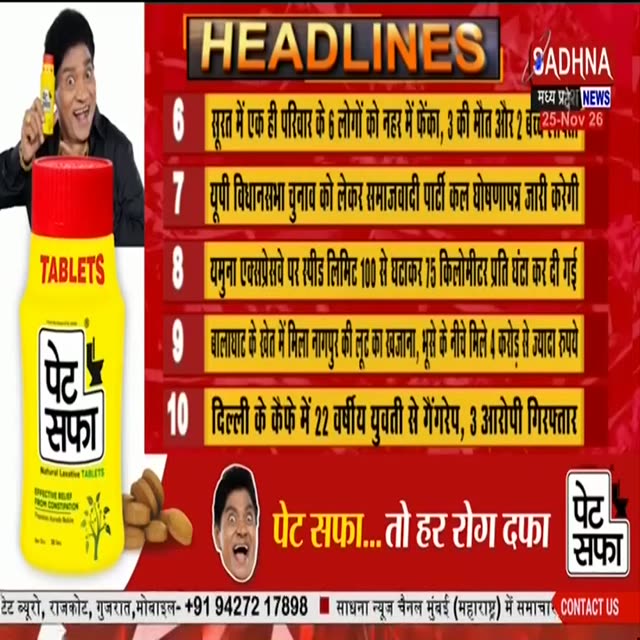 HEADLINES
SADHNA
मध्य प्रदेश NEWS
25-Nov 26
6 सूरत में एक ही परिवार के 6 लोगों को नहर में फेंका, 3 की मौत और 2 बच्चे
7 यूपी विधानसभा चुनाव को लेकर समाजवादी पार्टी कल घोषणापत्र जारी करेगी
8 यमुना एक्सप्रेसवे पर स्पीड लिमिट 100 से घटाकर 75 किलोमीटर प्रति घंटा कर दी गई
9 बालाघाट के खेत में मिला नागपुर की लूट का खजाना, भूसे के नीचे मिले 4 करोड़ से ज्यादा रुपये
10 दिल्ली के कैफे में 22 वर्षीय युवती से गैंगरेप, 3 आरोपी गिरफ्तार
TABLETS
पेट
सफा
Natural Laxative TABLETS
EFFECTIVE RELIEF
FROM CONSTIPATION
पेट सफा... तो हर रोग दफा
पेट
सफा
टेट ब्यूरो, राजकोट, गुजरात,मोबाइल- +91 94272 17898 ■ साधना न्यूज चैनल मुंबई (महाराष्ट्र) में समाचार
CONTACT US